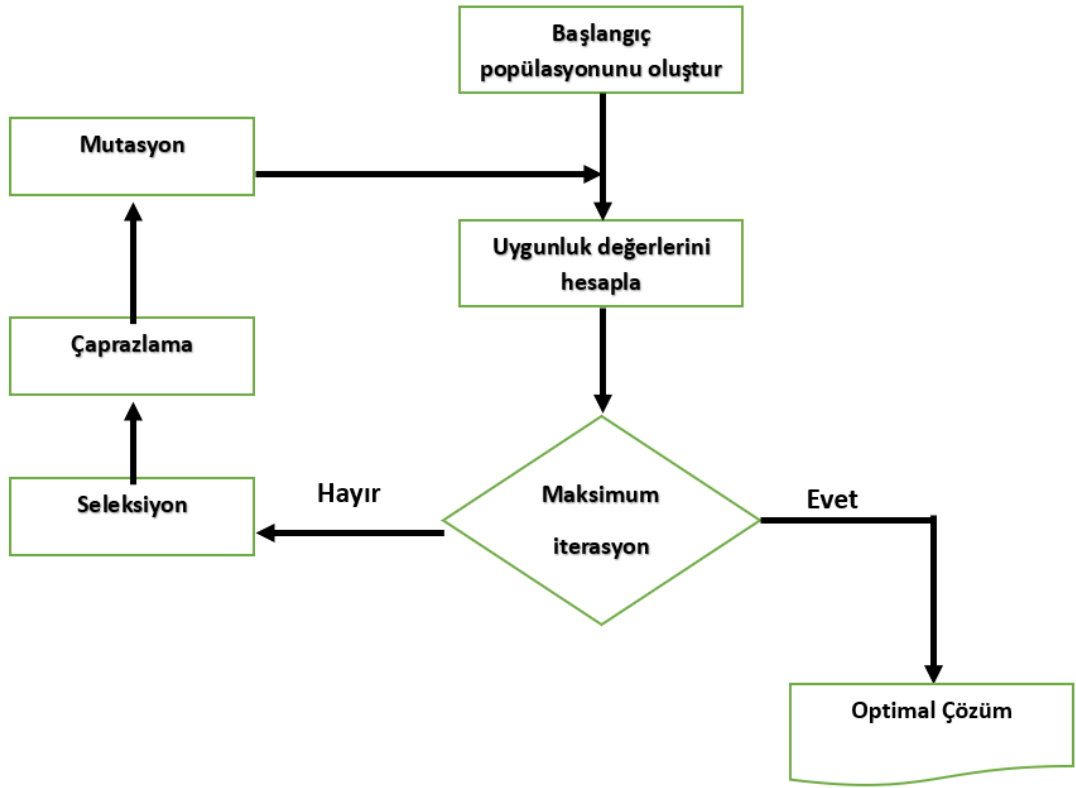 Başlangıç
popülasyonunu oluştur
Mutasyon
Uygunluk değerlerini
hesapla
Çaprazlama
Seleksiyon
Hayır
Maksimum
iterasyon
Evet
Optimal Çözüm